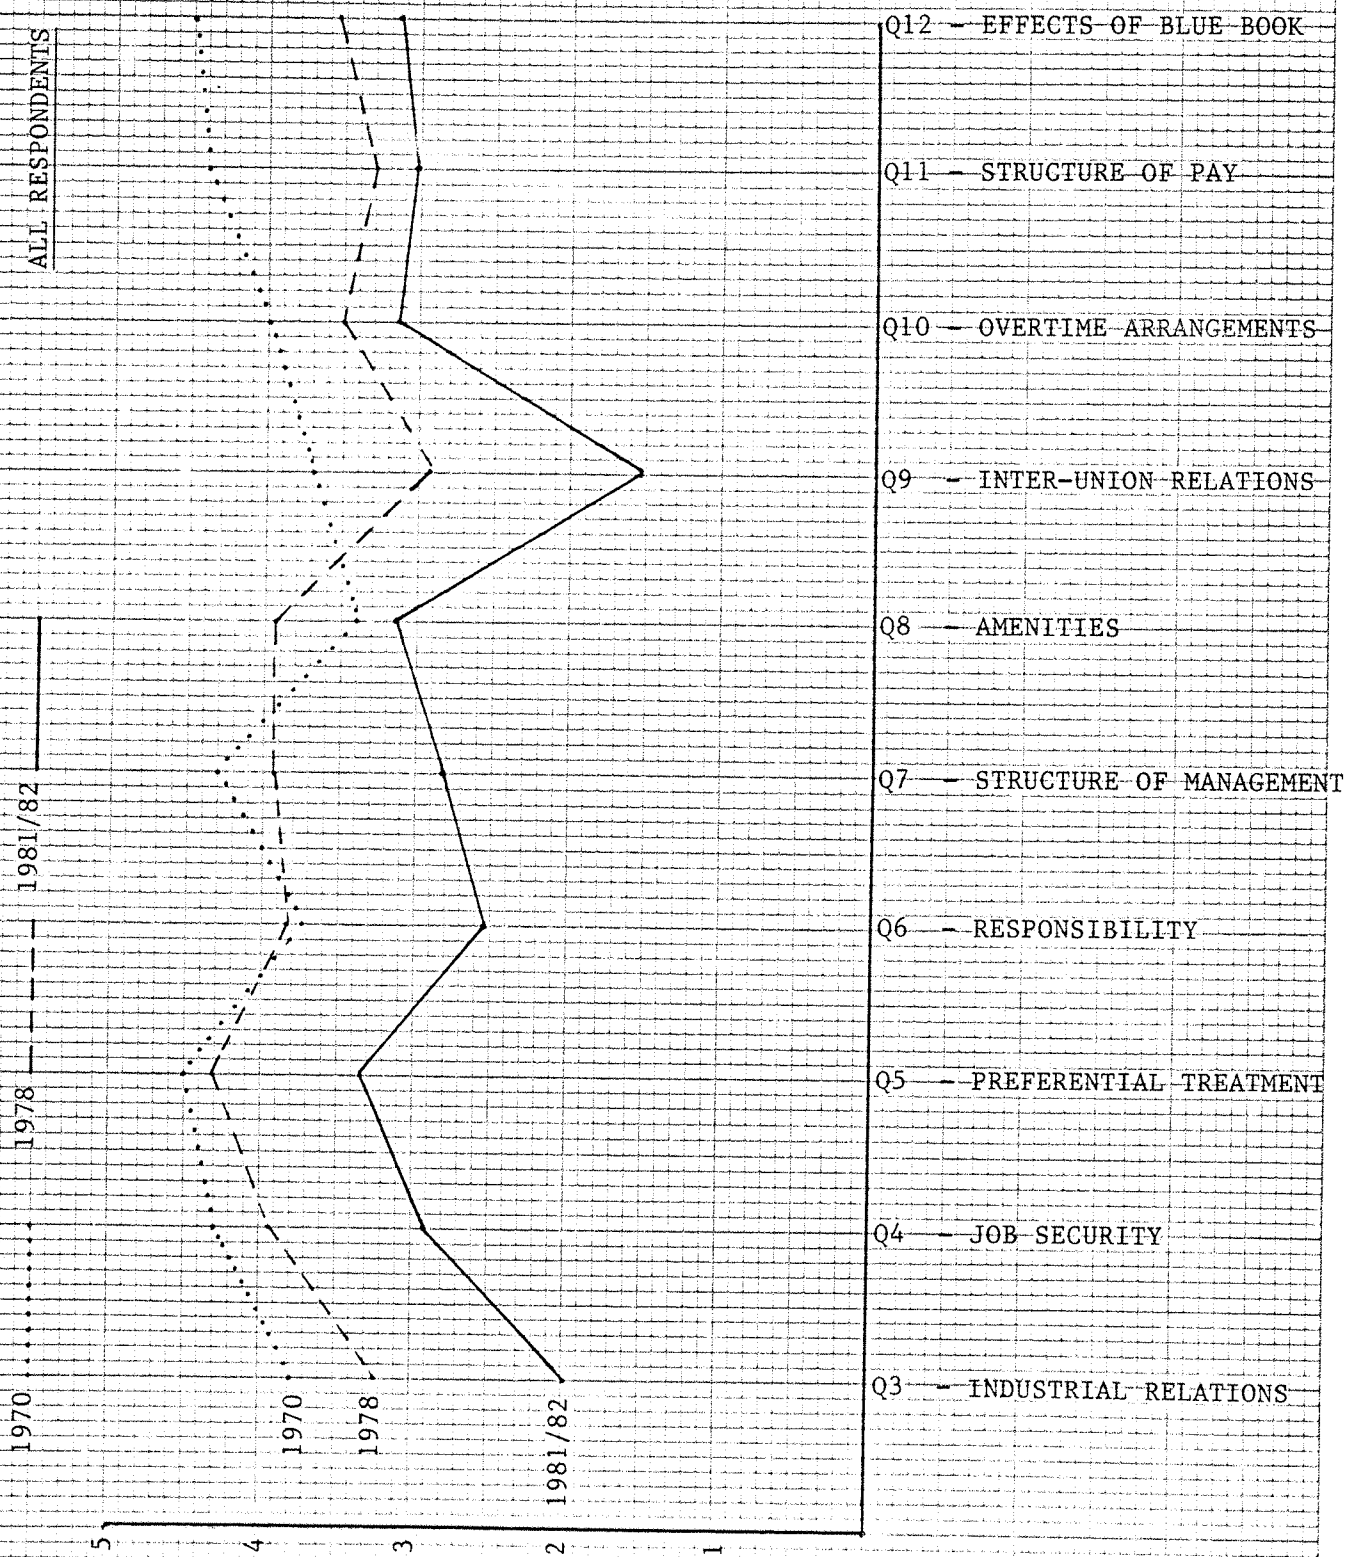 ALL RESPONDENTS
1970
1978
1981/82
1970
1978
1981/82
Q12 - EFFECTS OF BLUE BOOK
Q11 - STRUCTURE OF PAY
Q10 - OVERTIME ARRANGEMENTS
Q9 - INTER-UNION RELATIONS
Q8 - AMENITIES
Q7 - STRUCTURE OF MANAGEMENT
Q6 - RESPONSIBILITY
Q5 - PREFERENTIAL TREATMENT
Q4 - JOB SECURITY
Q3 - INDUSTRIAL RELATIONS
5
4
3
2
1